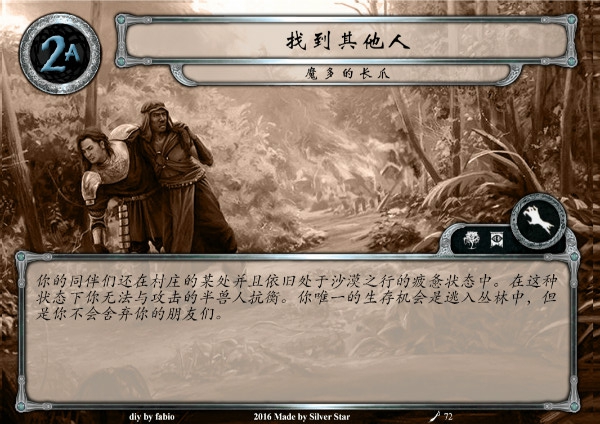 2A
找到其他人
魔多的长爪
你的同伴们还在村庄的某处并且依旧处于沙漠之行的疲惫状态中。在这种
状态下你无法与攻击的半兽人抗衡。你唯一的生存机会是逃入丛林中，但
是你不会舍弃你的朋友们。
diy by fabio 2016 Made by Silver Star 72